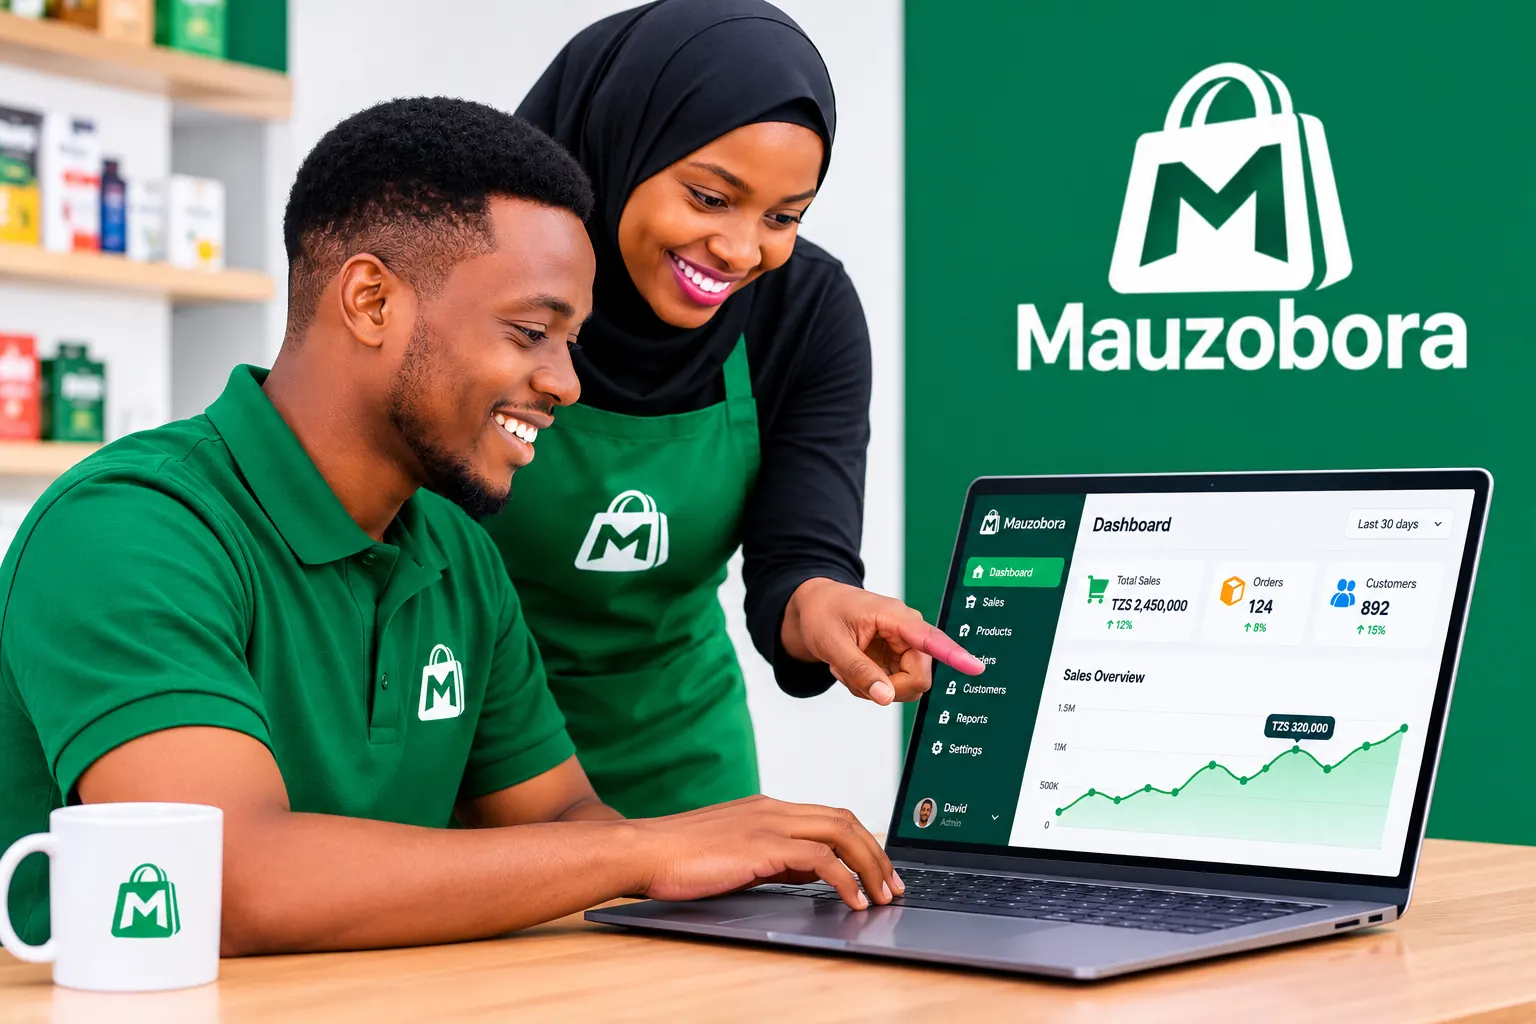 Mauzobora
Mauzobora
Dashboard
Last 30 days
Dashboard
Sales
Products
ders
Customers
Reports
Settings
David
Admin
Total Sales
TZS 2,450,000
↑ 12%
Orders
124
↑ 8%
Customers
892
↑ 15%
Sales Overview
1.5M
1M
500K
0
TZS 320,000
M
M
M
M